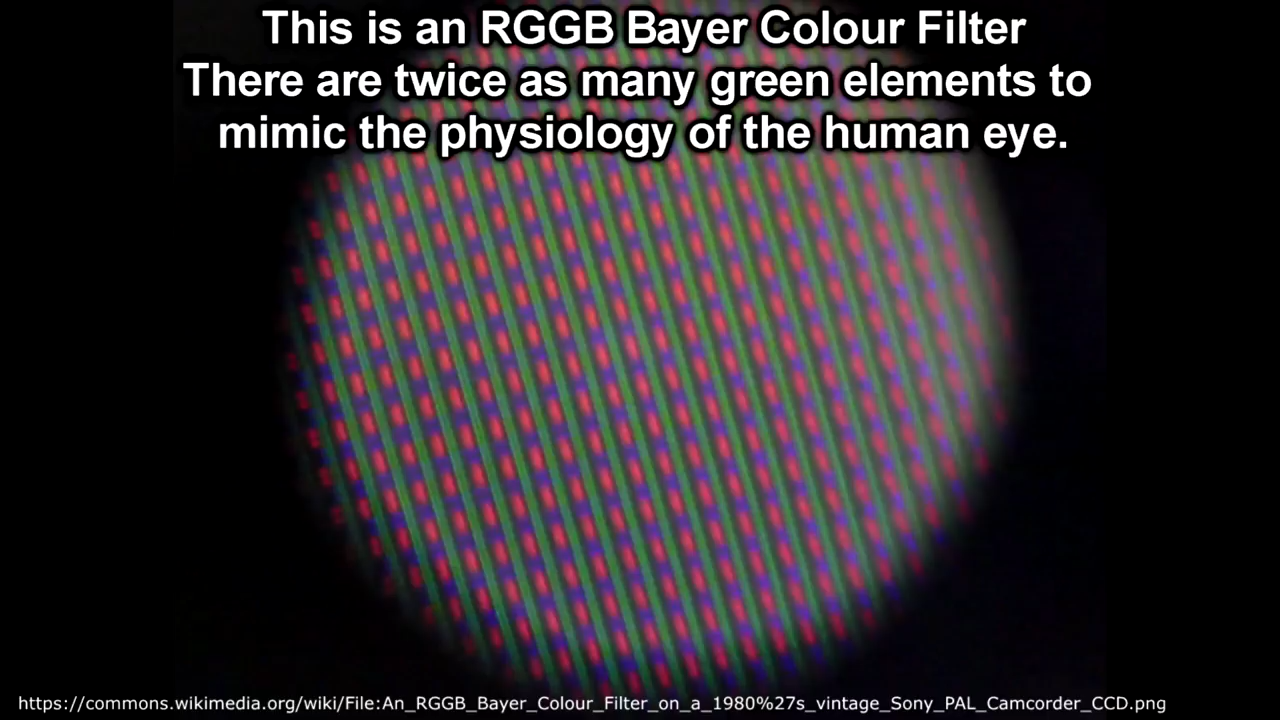 This is an RGGB Bayer Colour Filter
There are twice as many green elements to
mimic the physiology of the human eye.
https://commons.wikimedia.org/wiki/File:An_RGGB_Bayer_Colour_Filter_on_a_1980%27s_vintage_Sony_PAL_Camcorder_CCD.png